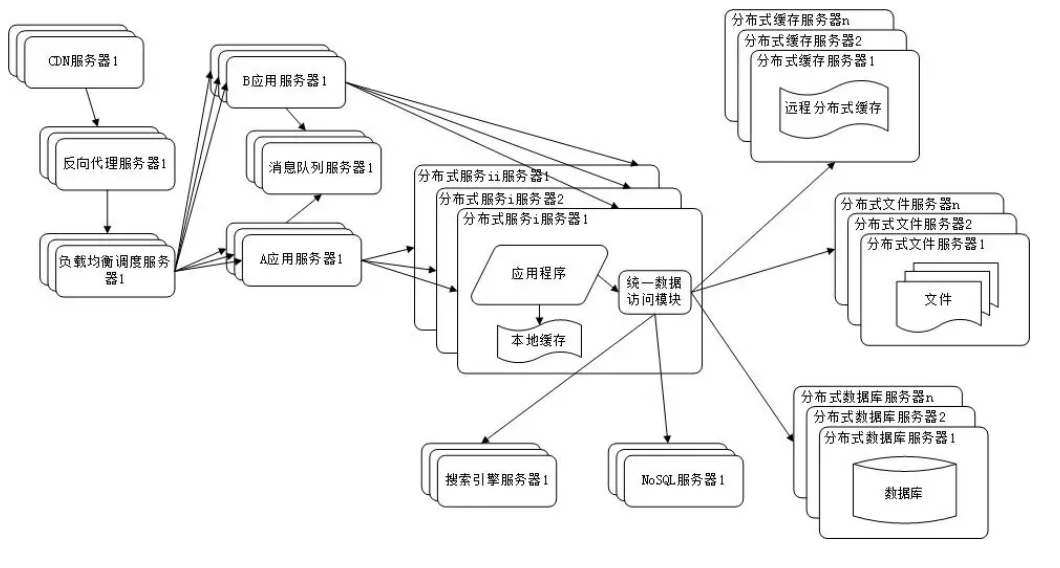 CDN服务器1
反向代理服务器1
负载均衡调度服务
器1
B应用服务器1
消息队列服务器1
A应用服务器1
分布式服务ii服务器1
分布式服务i服务器2
分布式服务i服务器1
应用程序
本地缓存
统一数据
访问模块
搜索引擎服务器1
NoSQL服务器1
分布式缓存服务器n
分布式缓存服务器2
分布式缓存服务器1
远程分布式缓存
分布式文件服务器n
分布式文件服务器2
分布式文件服务器1
文件
分布式数据库服务器n
分布式数据库服务器2
分布式数据库服务器1
数据库